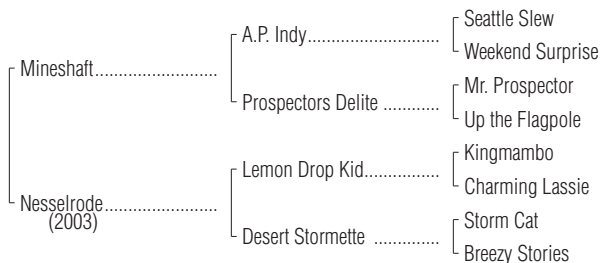 Seattle Slew
A.P. Indy............................
Weekend Surprise
Mineshaft..........................
Mr. Prospector
Prospectors Delite ............
Up the Flagpole
Kingmambo
Lemon Drop Kid................
Charming Lassie
Nesselrode........................
(2003)
Storm Cat
Desert Stormette ..............
Breezy Stories